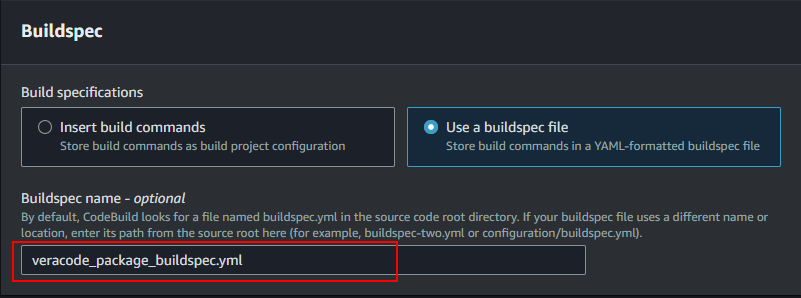 Buildspec
Build specifications
Insert build commands
Store build commands as build project configuration
Use a buildspec file
Store build commands in a YAML-formatted buildspec file
Buildspec name - optional
By default, CodeBuild looks for a file named buildspec.yml in the source code root directory. If your buildspec file uses a different name or
location, enter its path from the source root here (for example, buildspec-two.yml or configuration/buildspec.yml).
veracode_package_buildspec.yml